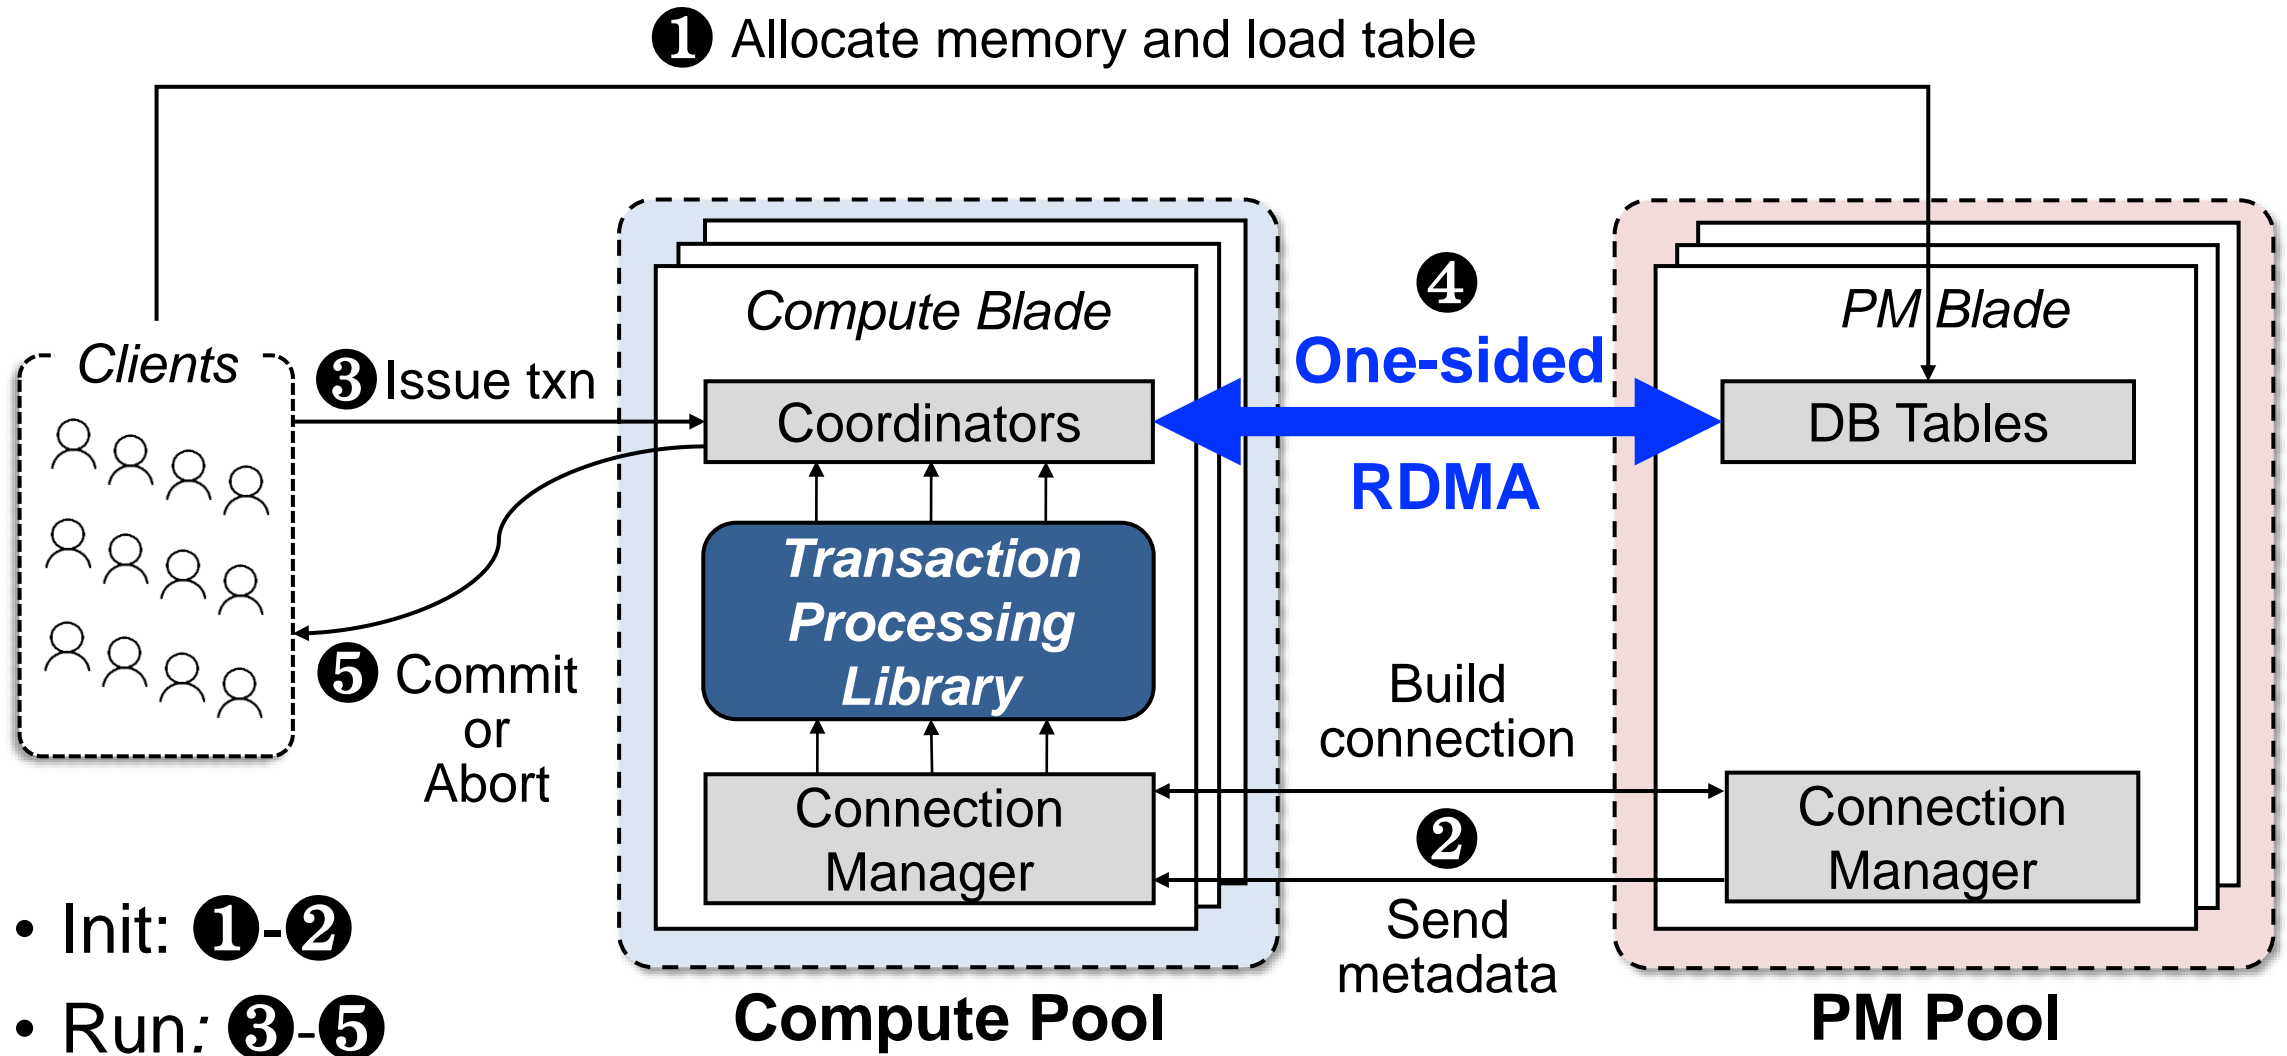 ❶ Allocate memory and load table
Clients
❸ Issue txn
Compute Blade
Coordinators
❹
One-sided
RDMA
PM Blade
DB Tables
Transaction
Processing
Library
❺ Commit
or
Abort
Build
connection
Connection
Manager
❷
Send
metadata
Connection
Manager
• Init: ❶-❷
• Run: ❸-❺
Compute Pool
PM Pool